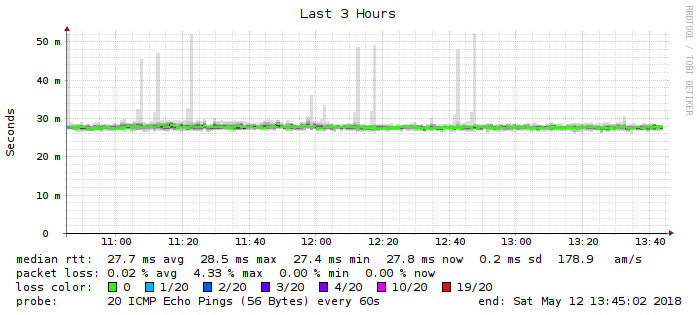 Last 3 Hours
RRDTOOL / TOBI OETIKER
Seconds
50 m
40 m
30 m
20 m
10 m
0
11:00 11:20 11:40 12:00 12:20 12:40 13:00 13:20 13:40
median rtt: 27.7 ms avg 28.5 ms max 27.4 ms min 27.8 ms now 0.2 ms sd 178.9 am/s
packet loss: 0.02 % avg 4.33 % max 0.00 % min 0.00 % now
loss color: 0 1/20 2/20 3/20 4/20 10/20 19/20
probe: 20 ICMP Echo Pings (56 Bytes) every 60s end: Sat May 12 13:45:02 2018